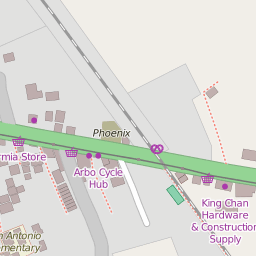 Phoenix
rmia Store
Arbo Cycle
Hub
King Chan
Hardware
& Construction
Supply
n Antonio
ementary